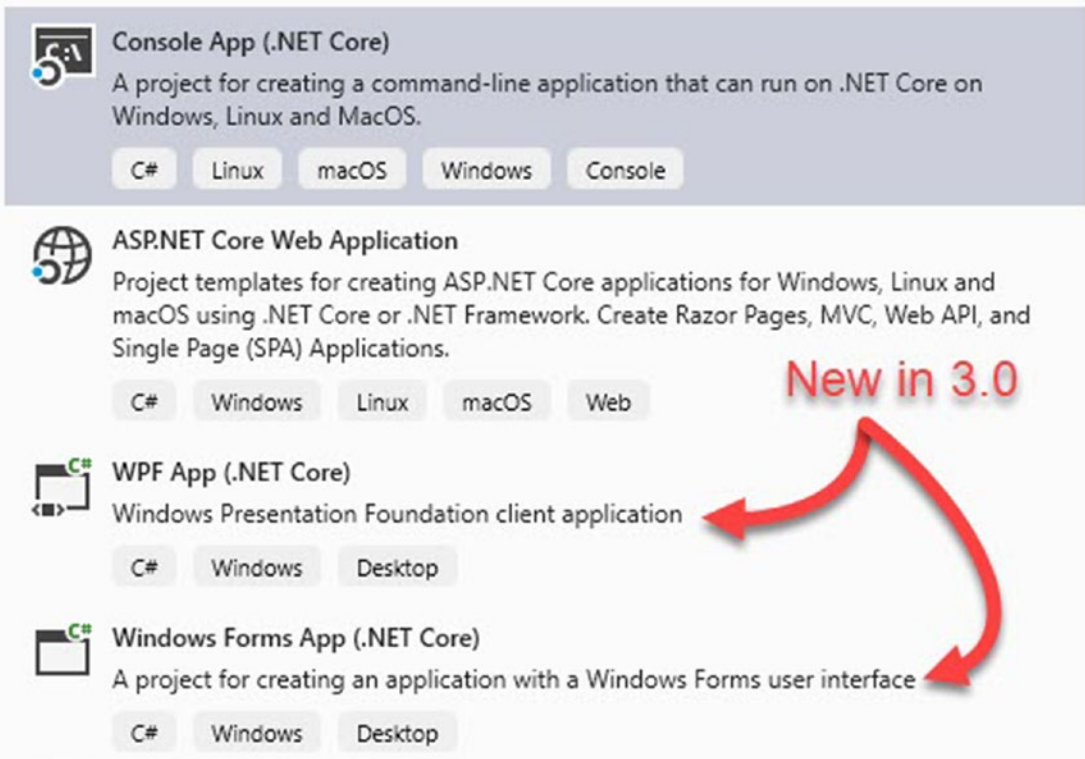 C:\
Console App (.NET Core)
A project for creating a command-line application that can run on .NET Core on
Windows, Linux and MacOS.
C# Linux macOS Windows Console
ASP.NET Core Web Application
Project templates for creating ASP.NET Core applications for Windows, Linux and
macOS using .NET Core or .NET Framework. Create Razor Pages, MVC, Web API, and
Single Page (SPA) Applications.
New in 3.0
C# Windows Linux macOS Web
C#
WPF App (.NET Core)
Windows Presentation Foundation client application
C# Windows Desktop
C#
Windows Forms App (.NET Core)
A project for creating an application with a Windows Forms user interface
C# Windows Desktop